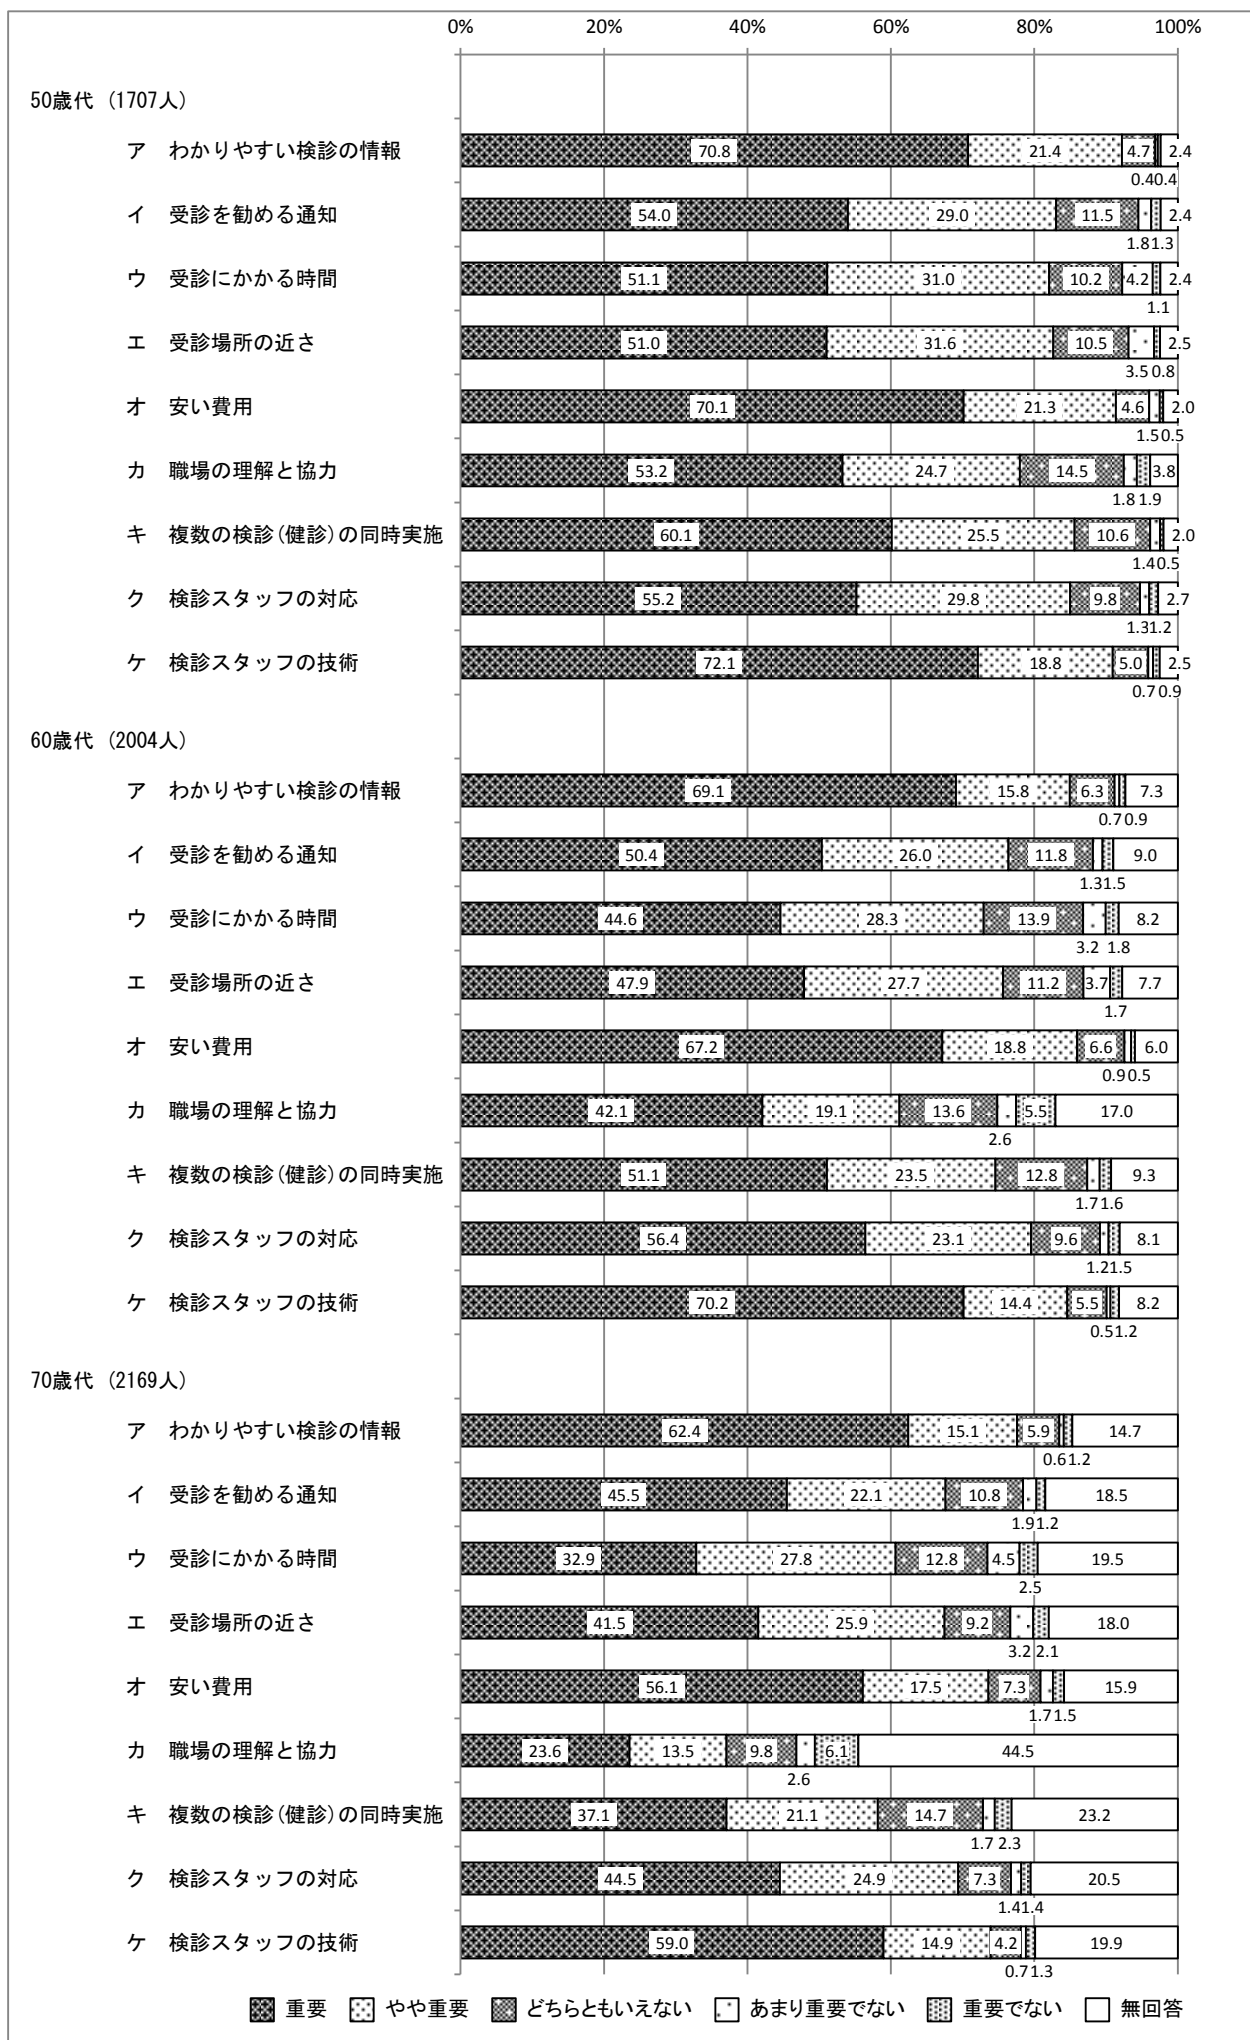 0% 20% 40% 60% 80% 100%
50歳代 (1707人)
ア わかりやすい検診の情報 70.8 21.4 4.7 2.4
0.4 0.4
イ 受診を勧める通知 54.0 29.0 11.5 2.4
1.8 1.3
ウ 受診にかかる時間 51.1 31.0 10.2 4.2 2.4
1.1
エ 受診場所の近さ 51.0 31.6 10.5 2.5
3.5 0.8
オ 安い費用 70.1 21.3 4.6 2.0
1.5 0.5
カ 職場の理解と協力 53.2 24.7 14.5 3.8
1.8 1.9
キ 複数の検診(健診)の同時実施 60.1 25.5 10.6 2.0
1.4 0.5
ク 検診スタッフの対応 55.2 29.8 9.8 2.7
1.3 1.2
ケ 検診スタッフの技術 72.1 18.8 5.0 2.5
0.7 0.9
60歳代 (2004人)
ア わかりやすい検診の情報 69.1 15.8 6.3 7.3
0.7 0.9
イ 受診を勧める通知 50.4 26.0 11.8 9.0
1.3 1.5
ウ 受診にかかる時間 44.6 28.3 13.9 8.2
3.2 1.8
エ 受診場所の近さ 47.9 27.7 11.2 3.7 7.7
1.7
オ 安い費用 67.2 18.8 6.6 6.0
0.9 0.5
カ 職場の理解と協力 42.1 19.1 13.6 5.5 17.0
2.6
キ 複数の検診(健診)の同時実施 51.1 23.5 12.8 9.3
1.7 1.6
ク 検診スタッフの対応 56.4 23.1 9.6 8.1
1.2 1.5
ケ 検診スタッフの技術 70.2 14.4 5.5 8.2
0.5 1.2
70歳代 (2169人)
ア わかりやすい検診の情報 62.4 15.1 5.9 14.7
0.6 1.2
イ 受診を勧める通知 45.5 22.1 10.8 18.5
1.9 1.2
ウ 受診にかかる時間 32.9 27.8 12.8 4.5 19.5
2.5
エ 受診場所の近さ 41.5 25.9 9.2 18.0
3.2 2.1
オ 安い費用 56.1 17.5 7.3 15.9
1.7 1.5
カ 職場の理解と協力 23.6 13.5 9.8 6.1 44.5
2.6
キ 複数の検診(健診)の同時実施 37.1 21.1 14.7 23.2
1.7 2.3
ク 検診スタッフの対応 44.5 24.9 7.3 20.5
1.4 1.4
ケ 検診スタッフの技術 59.0 14.9 4.2 19.9
0.7 1.3
重要 やや重要 どちらともいえない あまり重要でない 重要でない 無回答